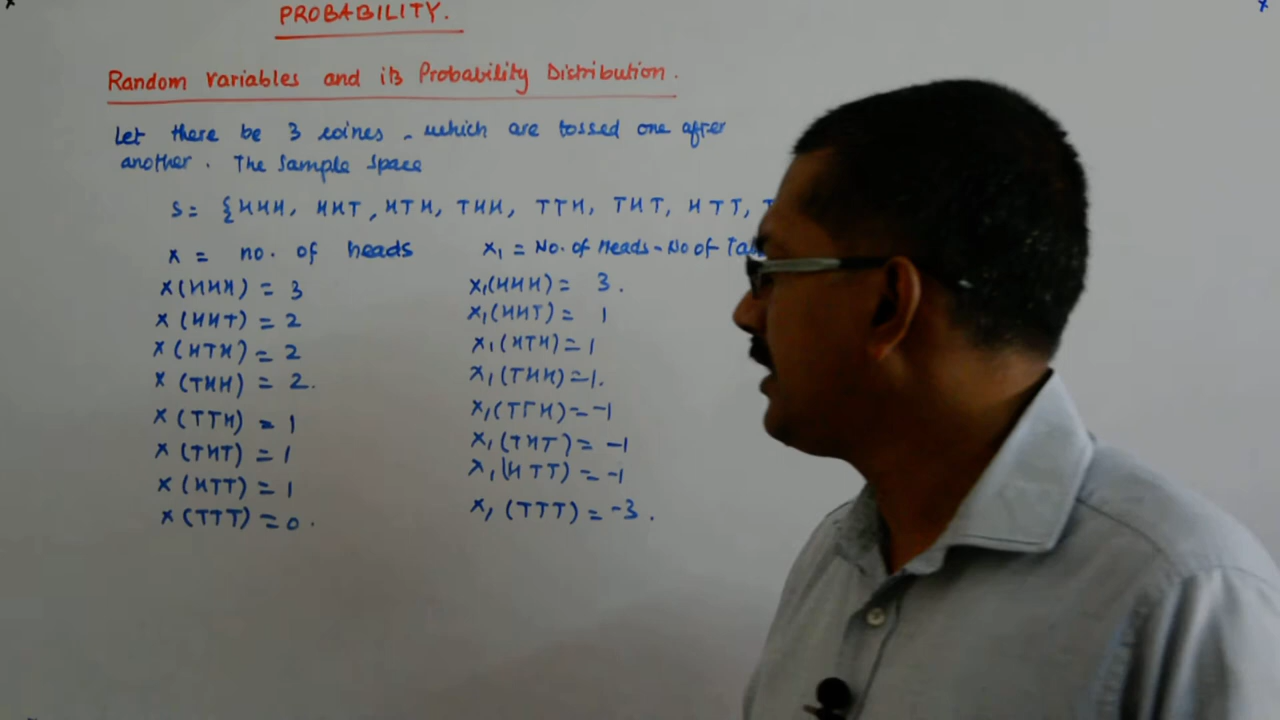 PROBABILITY.
Random variables and its Probability Distribution.
Let there be 3 coines, which are tossed one after
another. The Sample space
S = {HHH, HHT, HTH, THH, TTH, THT, HTT, T
x = no. of heads
x₁ = No. of Heads - No of Tai
x(HHH) = 3
x(HHT) = 2
x(HTH) = 2
x(THH) = 2.
x(TTH) = 1
x(THT) = 1
x(HTT) = 1
x(TTT) = 0.
x₁(HHH) = 3.
x₁(HHT) = 1
x₁(HTH) = 1
x₁(THH) = 1.
x₁(TTH) = -1
x₁(THT) = -1
x₁(HTT) = -1
x₁(TTT) = -3.